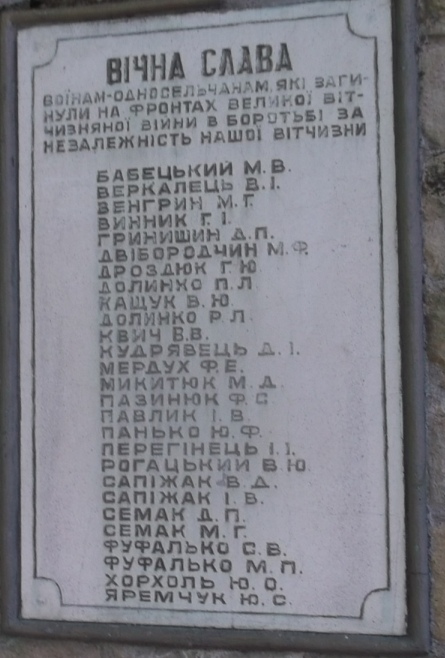 ВІЧНА СЛАВА
ВОЇНАМ-ОДНОСЕЛЬЧАНАМ, ЯКІ ЗАГИ-
НУЛИ НА ФРОНТАХ ВЕЛИКОЇ ВІТ-
ЧИЗНЯНОЇ ВІЙНИ В БОРОТЬБІ ЗА
НЕЗАЛЕЖНІСТЬ НАШОЇ ВІТЧИЗНИ
БАБЕЦЬКИЙ М.В.
ВЕРКАЛЕЦЬ В.І.
ВЕНГРИН М.Г.
ВИННИК Г.І.
ГРИНИШИН Д.П.
ДВІБОРОДЧИН М.Ф.
ДРОЗДЮК Г.Ю.
ДОЛИНКО П.Л.
КАЩУК В.Ю.
ДОЛИНКО Р.Л.
КВИЧ В.В.
КУДРЯВЕЦЬ Д.І.
МЕРДУХ Ф.Е.
МИКИТЮК М.Д.
ПАЗИНЮК Ф.С.
ПАВЛИК І.В.
ПАНЬКО Ю.Ф.
ПЕРЕГІНЕЦЬ І.І.
РОГАЦЬКИЙ В.Ю.
САПІЖАК В.Д.
САПІЖАК І.В.
СЕМАК Д.П.
СЕМАК М.Г.
ФУФАЛЬКО С.В.
ФУФАЛЬКО М.П.
ХОРХОЛЬ Ю.О.
ЯРЕМЧУК Ю.С.